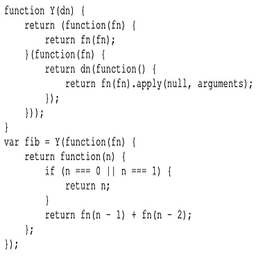 function Y(dn) {
    return (function(fn) {
        return fn(fn);
    }(function(fn) {
        return dn(function() {
            return fn(fn).apply(null, arguments);
        });
    }));
}
var fib = Y(function(fn) {
    return function(n) {
        if (n === 0 || n === 1) {
            return n;
        }
        return fn(n - 1) + fn(n - 2);
    };
});